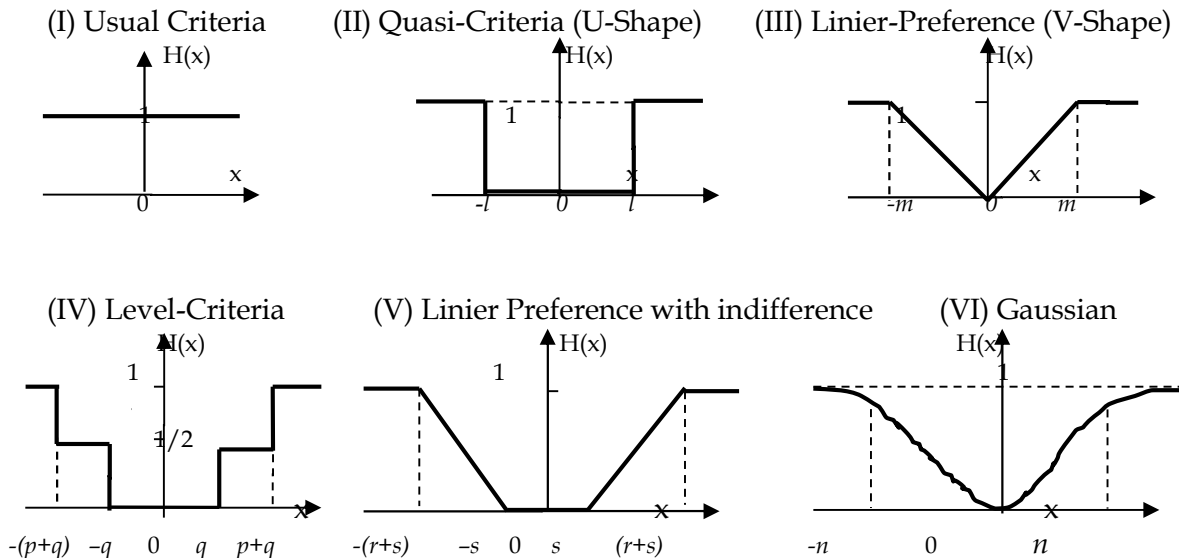 (I) Usual Criteria
H(x)
1
x
0
(II) Quasi-Criteria (U-Shape)
H(x)
1
x
-l 0 l
(III) Linier-Preference (V-Shape)
H(x)
1
x
-m 0 m
(IV) Level-Criteria
H(x)
1
1/2
x
-(p+q) –q 0 q p+q
(V) Linier Preference with indifference
H(x)
1
x
-(r+s) –s 0 s (r+s)
(VI) Gaussian
H(x)
1
x
-n 0 n